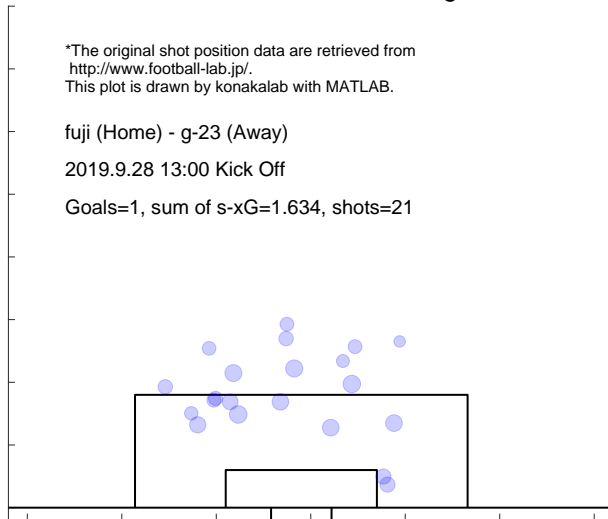 *The original shot position data are retrieved from
http://www.football-lab.jp/.
This plot is drawn by konakalab with MATLAB.
fuji (Home) - g-23 (Away)
2019.9.28 13:00 Kick Off
Goals=1, sum of s-xG=1.634, shots=21